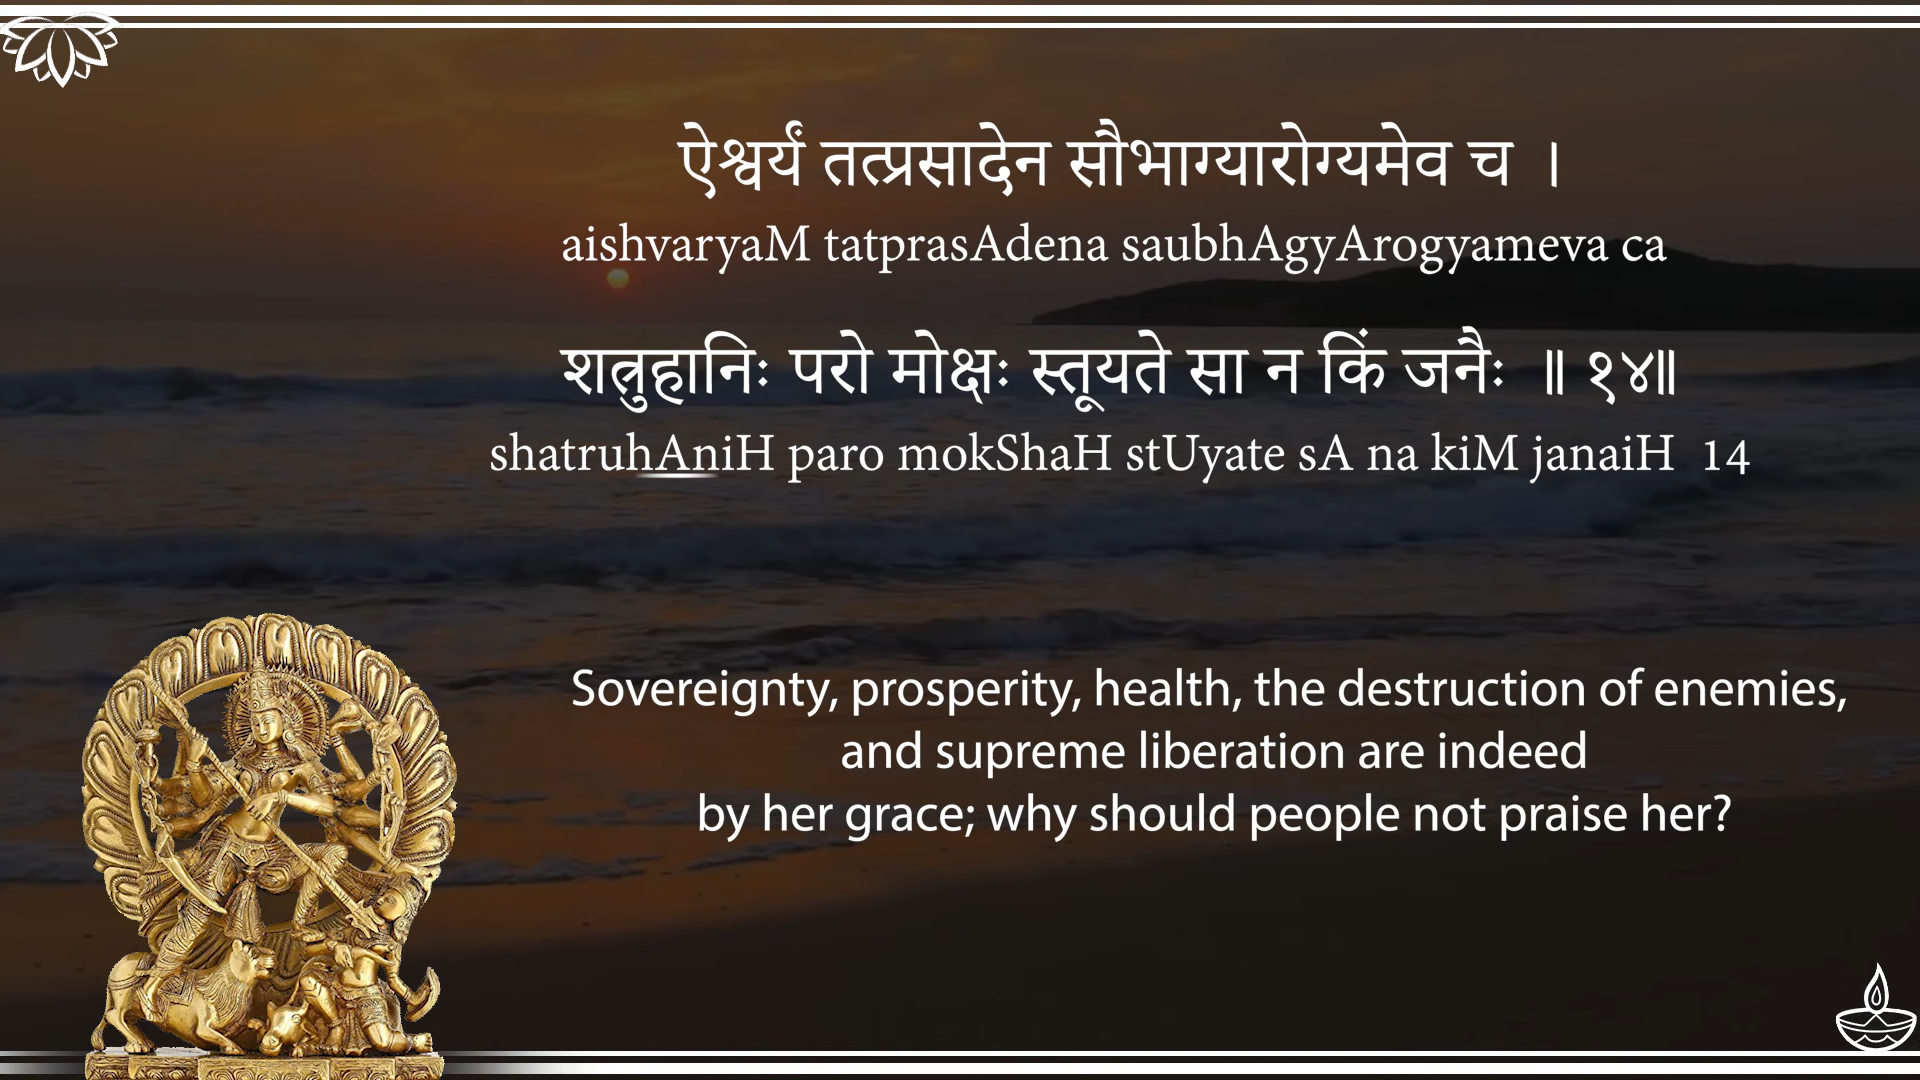 ऐश्वर्यं तत्प्रसादेन सौभाग्यारोग्यमेव च ।
aishvaryaM tatprasAdena saubhAgyArogyameva ca
शत्रुहानिः परो मोक्षः स्तूयते सा न किं जनैः ॥ १४॥
shatruhAniH paro mokShaH stUyate sA na kiM janaiH 14
Sovereignty, prosperity, health, the destruction of enemies,
and supreme liberation are indeed
by her grace; why should people not praise her?